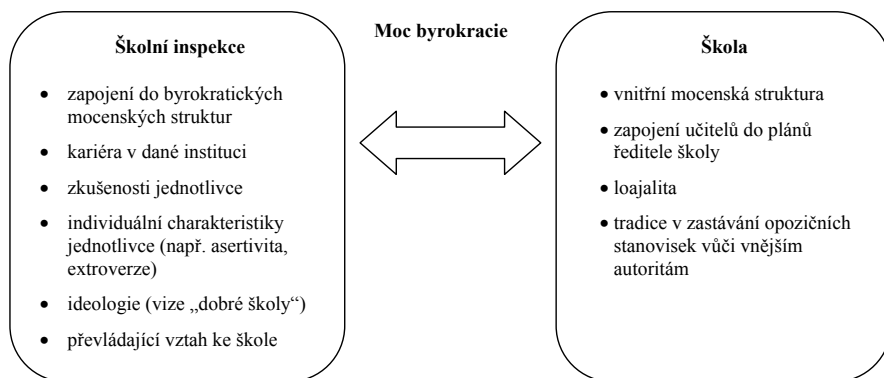 Školní inspekce
• zapojení do byrokratických
mocenských struktur
• kariéra v dané instituci
• zkušenosti jednotlivce
• individuální charakteristiky
jednotlivce (např. asertivita,
extroverze)
• ideologie (vize „dobré školy“)
• převládající vztah ke škole
Moc byrokracie
Škola
• vnitřní mocenská struktura
• zapojení učitelů do plánů
ředitele školy
• loajalita
• tradice v zastávání opozičních
stanovisek vůči vnějším
autoritám